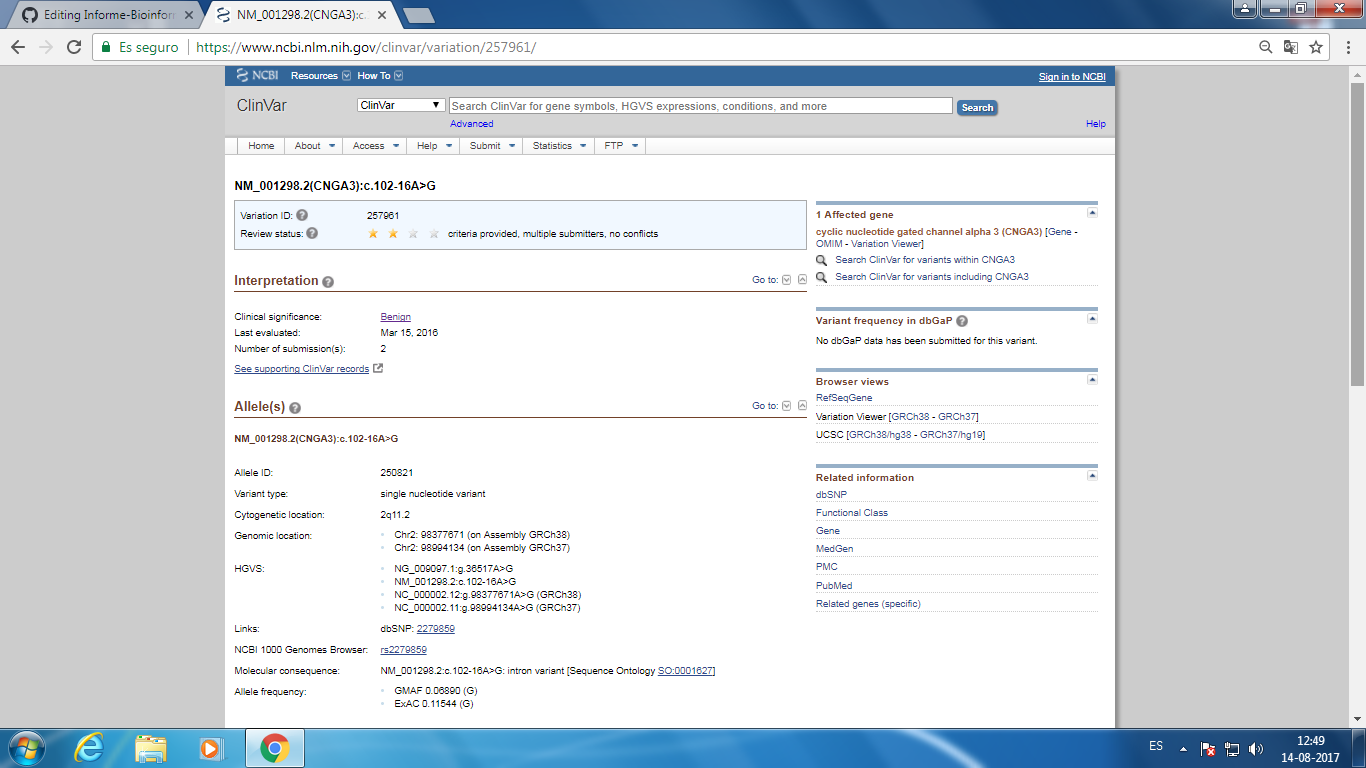 Editing Informe-Bioinfor
NM_001298.2(CNGA3):c.1
Es seguro
https://www.ncbi.nlm.nih.gov/clinvar/variation/257961/
NCBI Resources How To Sign in to NCBI
ClinVar
ClinVar
Search ClinVar for gene symbols, HGVS expressions, conditions, and more
Search
Advanced
Help
Home About Access Help Submit Statistics FTP
NM_001298.2(CNGA3):c.102-16A>G
Variation ID: ? 257961
Review status: ? criteria provided, multiple submitters, no conflicts
Interpretation ? Go to:
Clinical significance: Benign
Last evaluated: Mar 15, 2016
Number of submission(s): 2
See supporting ClinVar records
Allele(s) ? Go to:
NM_001298.2(CNGA3):c.102-16A>G
Allele ID: 250821
Variant type: single nucleotide variant
Cytogenetic location: 2q11.2
Genomic location: Chr2: 98377671 (on Assembly GRCh38)
Chr2: 98994134 (on Assembly GRCh37)
HGVS: NG_009097.1:g.36517A>G
NM_001298.2:c.102-16A>G
NC_000002.12:g.98377671A>G (GRCh38)
NC_000002.11:g.98994134A>G (GRCh37)
Links: dbSNP: 2279859
NCBI 1000 Genomes Browser: rs2279859
Molecular consequence: NM_001298.2:c.102-16A>G: intron variant [Sequence Ontology SO:0001627]
Allele frequency: GMAF 0.06890 (G)
ExAC 0.11544 (G)
1 Affected gene
cyclic nucleotide gated channel alpha 3 (CNGA3) [Gene -
OMIM - Variation Viewer]
Search ClinVar for variants within CNGA3
Search ClinVar for variants including CNGA3
Variant frequency in dbGaP ?
No dbGaP data has been submitted for this variant.
Browser views
RefSeqGene
Variation Viewer [GRCh38 - GRCh37]
UCSC [GRCh38/hg38 - GRCh37/hg19]
Related information
dbSNP
Functional Class
Gene
MedGen
PMC
PubMed
Related genes (specific)
ES
12:49
14-08-2017